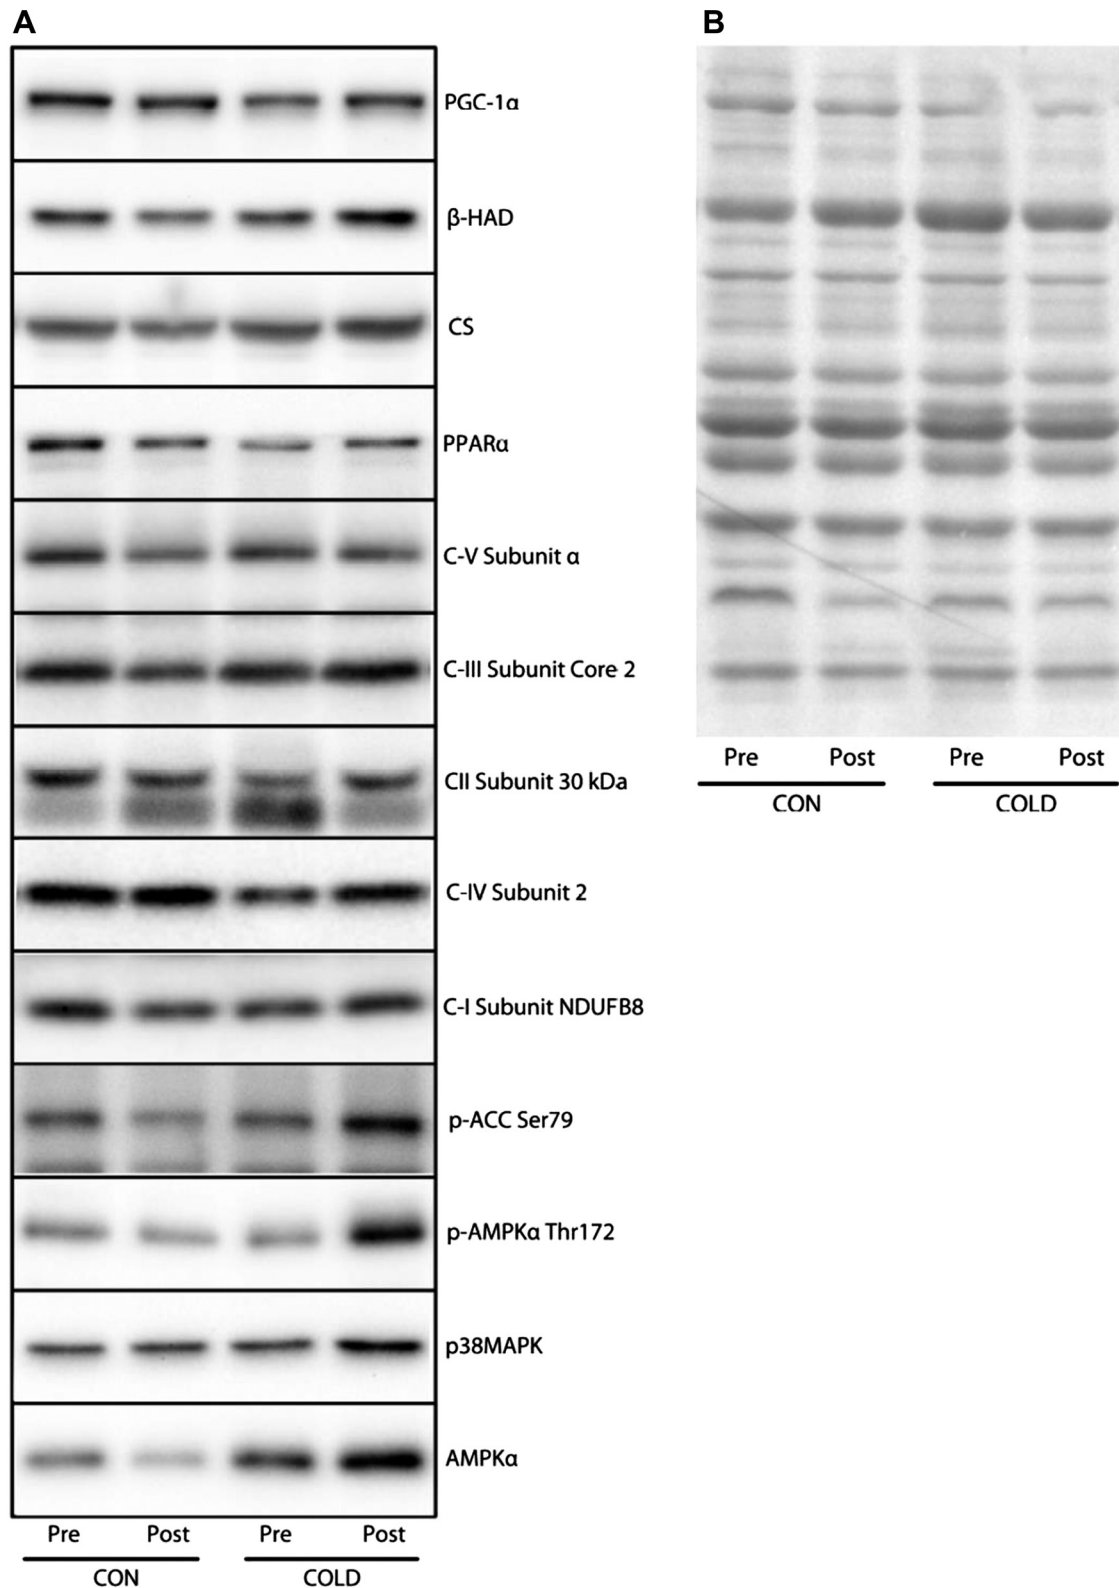 A
B
PGC-1α
β-HAD
CS
PPARα
C-V Subunit α
C-III Subunit Core 2
CII Subunit 30 kDa
C-IV Subunit 2
C-I Subunit NDUFB8
p-ACC Ser79
p-AMPKα Thr172
p38MAPK
AMPKα
Pre Post Pre Post
CON COLD
Pre Post Pre Post
CON COLD